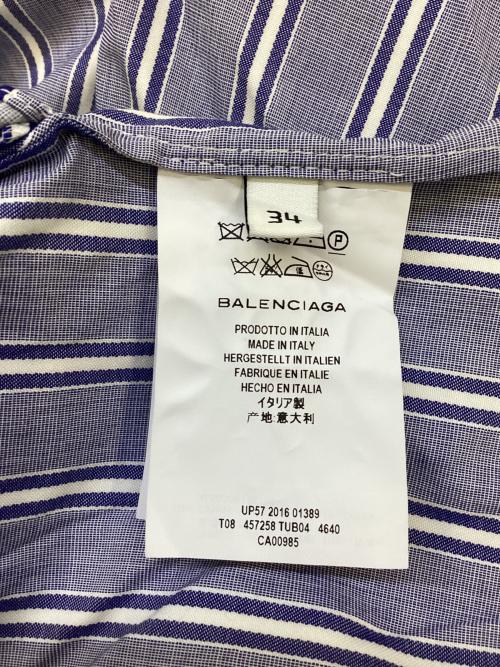 34
P
BALENCIAGA
PRODOTTO IN ITALIA
MADE IN ITALY
HERGESTELLT IN ITALIEN
FABRIQUE EN ITALIE
HECHO EN ITALIA
イタリア製
产地:意大利
UP57 2016 01389
T08 457258 TUB04 4640
CA00985